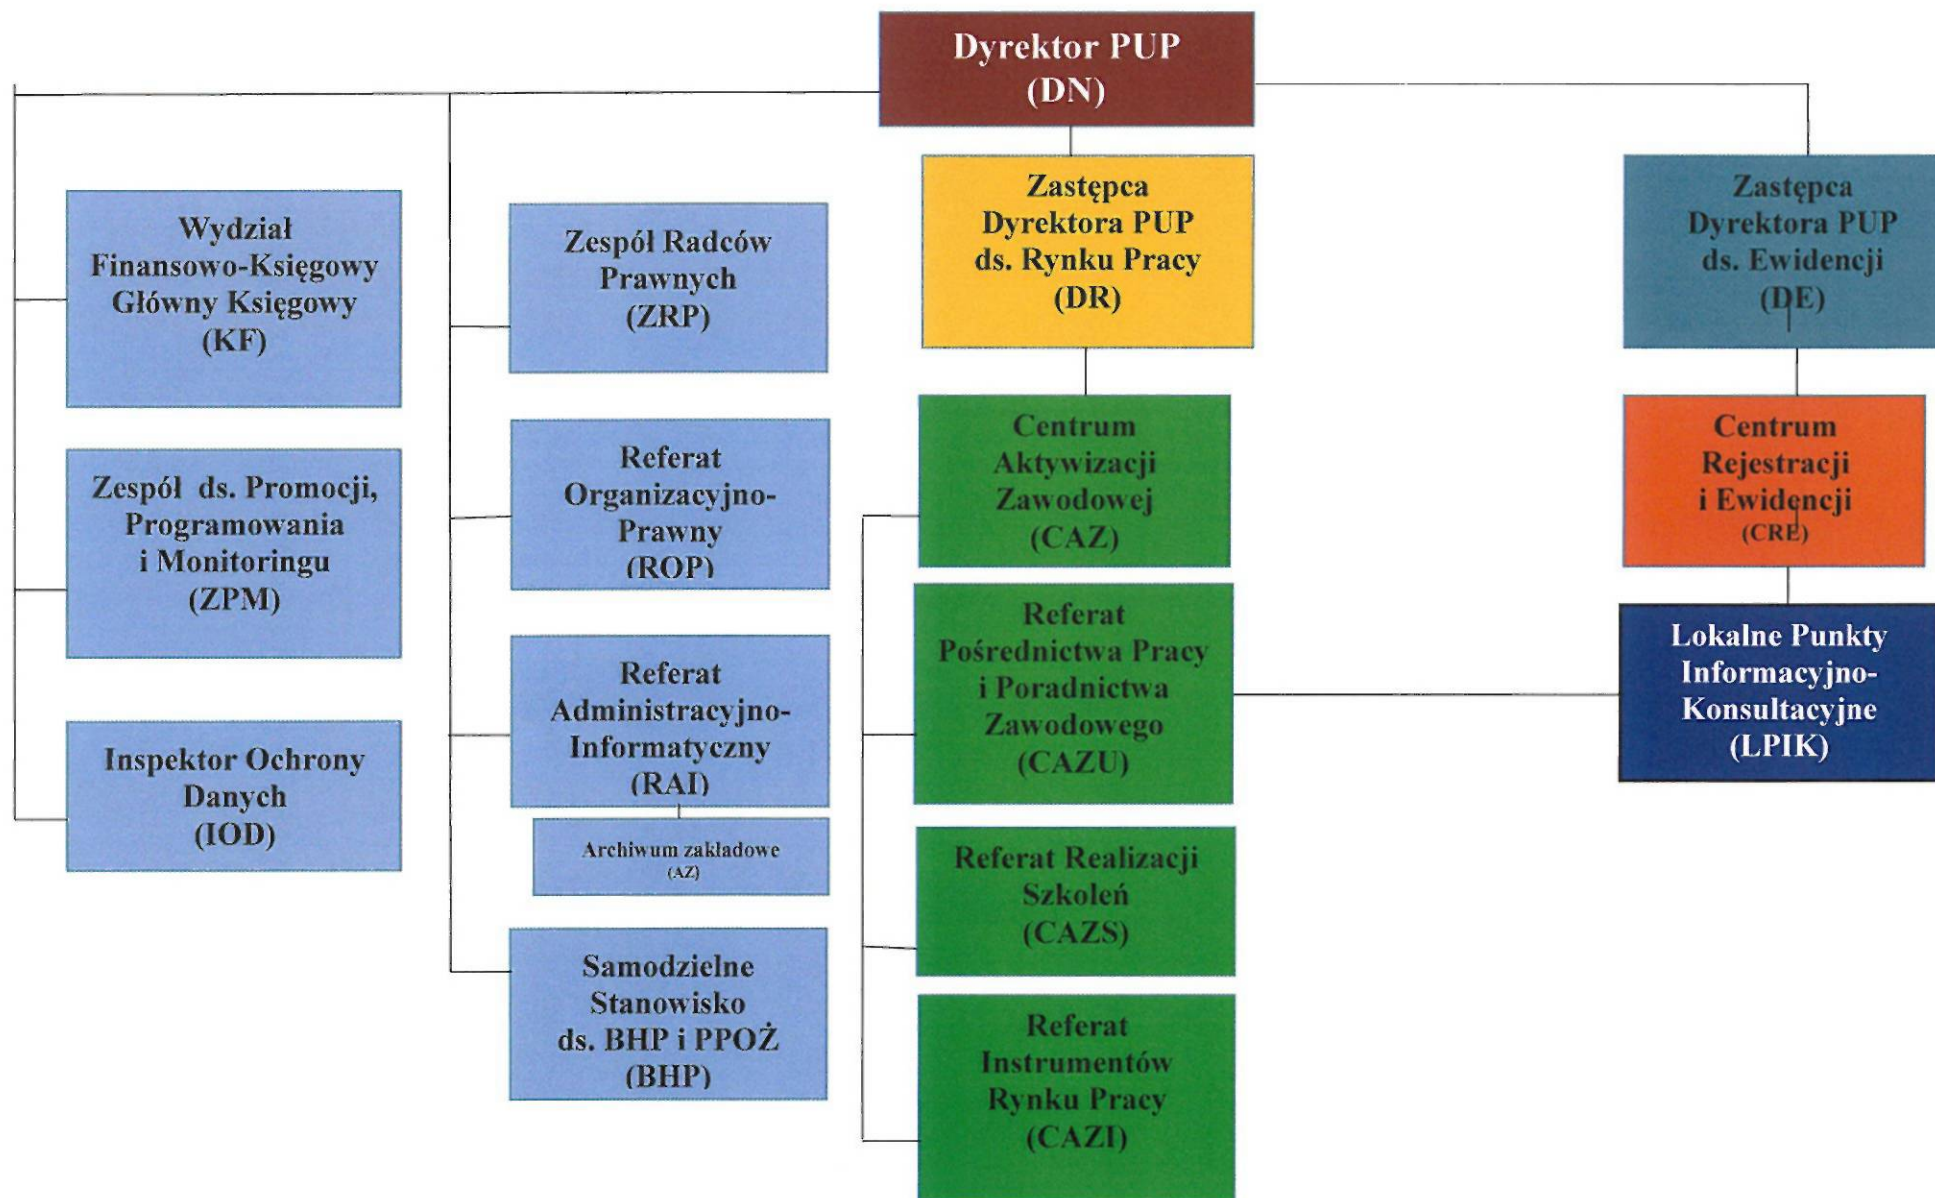 Dyrektor PUP
(DN)
Wydział
Finansowo-Księgowy
Główny Księgowy
(KF)
Zespół ds. Promocji,
Programowania
i Monitoringu
(ZPM)
Inspektor Ochrony
Danych
(IOD)
Zespół Radców
Prawnych
(ZRP)
Referat
Organizacyjno-
Prawny
(ROP)
Referat
Administracyjno-
Informatyczny
(RAI)
Archiwum zakładowe
(AZ)
Samodzielne
Stanowisko
ds. BHP i PPOŻ
(BHP)
Zastępca
Dyrektora PUP
ds. Rynku Pracy
(DR)
Centrum
Aktywizacji
Zawodowej
(CAZ)
Referat
Pośrednictwa Pracy
i Poradnictwa
Zawodowego
(CAZU)
Referat Realizacji
Szkoleń
(CAZS)
Referat
Instrumentów
Rynku Pracy
(CAZI)
Zastępca
Dyrektora PUP
ds. Ewidencji
(DE)
Centrum
Rejestracji
i Ewidencji
(CRE)
Lokalne Punkty
Informacyjno-
Konsultacyjne
(LPIK)